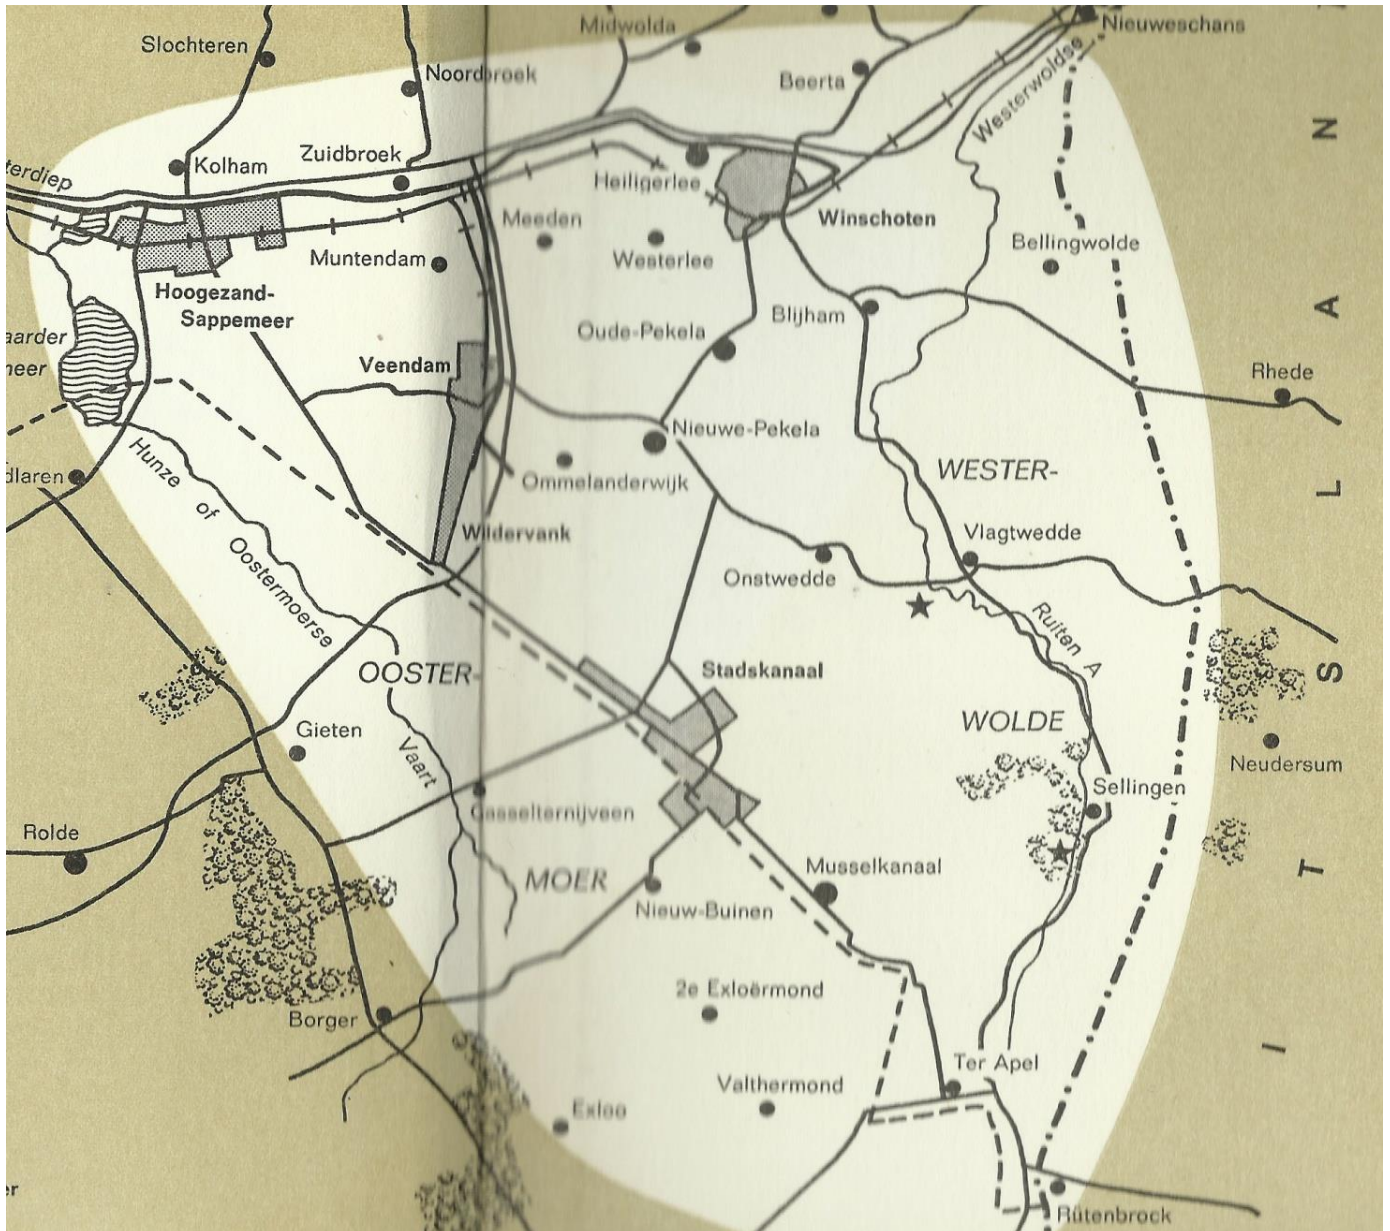 Midwolda
Nieuweschans
Slochteren
Noordbroek
Beerta
Westerwoldse
N
Zuidbroek
Kolham
terdiep
Heiligerlee
Meeden
Winschoten
Westerlee
Bellingwolde
Muntendam
Hoogezand-
Sappemeer
A
Blijham
Oude-Pekela
aarder
meer
Veendam
Rhede
Nieuwe-Pekela
Hunze of Oostermoerse
Vaart
WESTER-
dlaren
Ommelanderwijk
L
Wildervank
Vlagtwedde
Onstwedde
Ruiten A
OOSTER-
Stadskanaal
S
Gieten
WOLDE
Neudersum
Sellingen
Gasselternijveen
Rolde
Musselkanaal
T
MOER
Nieuw-Buinen
2e Exloërmond
Borger
I
Ter Apel
Valthermond
Exloo
er
Rütenbrock